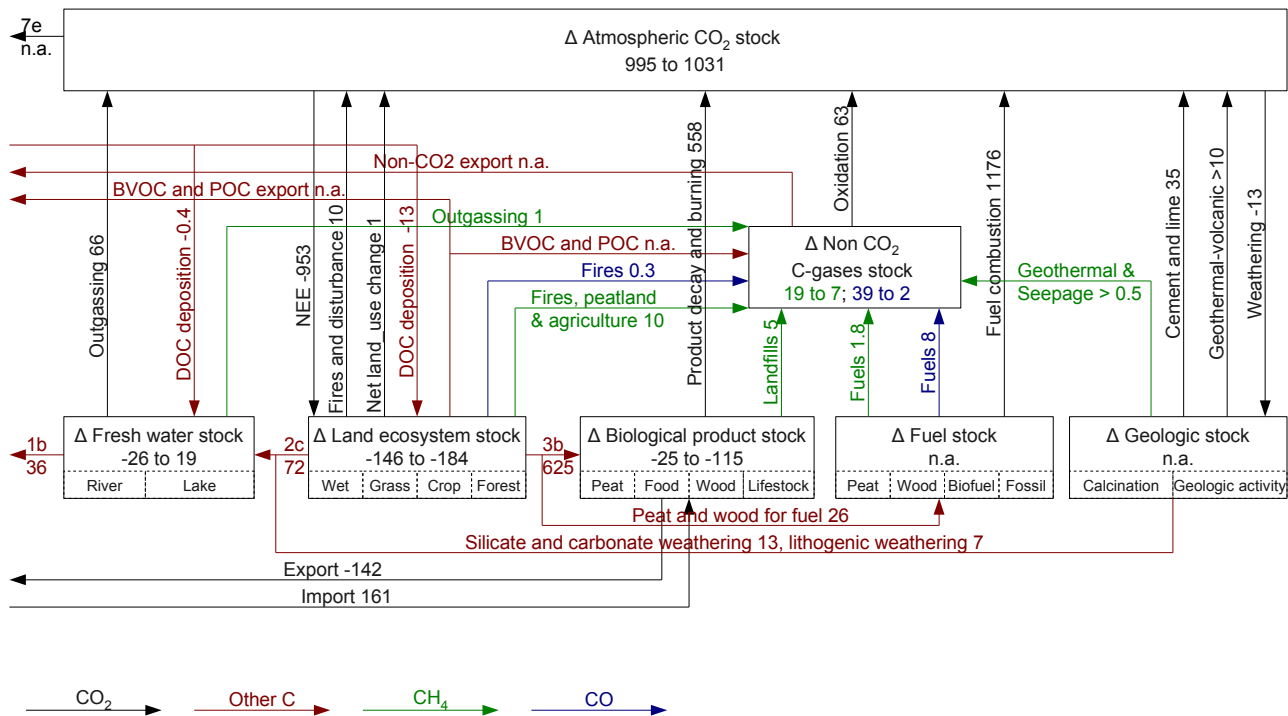 7e
n.a.
Δ Atmospheric CO2 stock
995 to 1031
Outgassing 66
DOC deposition -0.4
NEE -953
Fires and disturbance 10
Net land_use change 1
DOC deposition -13
Product decay and burning 558
Oxidation 63
Fuel combustion 1176
Cement and lime 35
Geothermal-volcanic >10
Weathering -13
Non-CO2 export n.a.
BVOC and POC export n.a.
Outgassing 1
BVOC and POC n.a.
Fires 0.3
Fires, peatland
& agriculture 10
Δ Non CO2
C-gases stock
19 to 7; 39 to 2
Geothermal &
Seepage > 0.5
Landfills 5
Fuels 1.8
Fuels 8
1b
36
Δ Fresh water stock
-26 to 19
River
Lake
2c
72
Δ Land ecosystem stock
-146 to -184
Wet
Grass
Crop
Forest
3b
625
Δ Biological product stock
-25 to -115
Peat
Food
Wood
Lifestock
Δ Fuel stock
n.a.
Peat
Wood
Biofuel
Fossil
Δ Geologic stock
n.a.
Calcination
Geologic activity
Peat and wood for fuel 26
Silicate and carbonate weathering 13, lithogenic weathering 7
Export -142
Import 161
CO2
Other C
CH4
CO